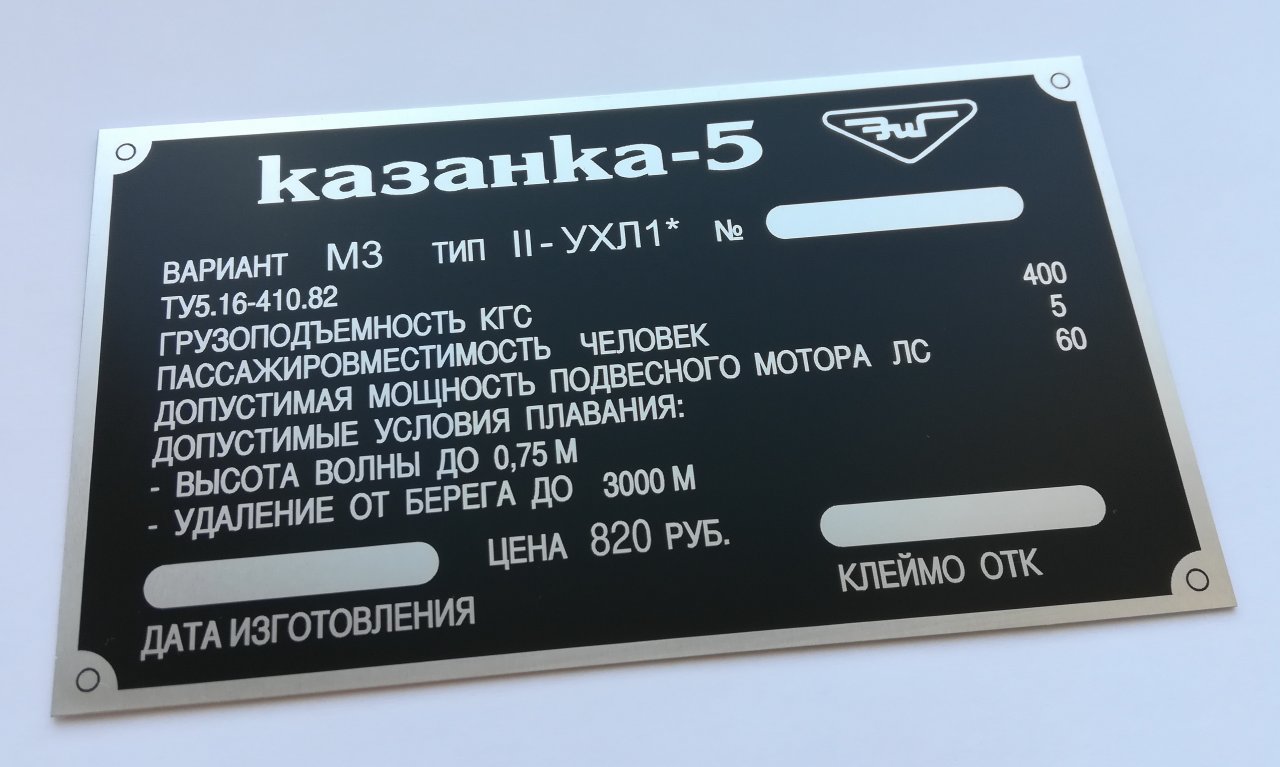 казанка-5
ВАРИАНТ М3 ТИП II-УХЛ1* №
ТУ5.16-410.82
ГРУЗОПОДЪЕМНОСТЬ КГС 400
ПАССАЖИРОВМЕСТИМОСТЬ ЧЕЛОВЕК 5
ДОПУСТИМАЯ МОЩНОСТЬ ПОДВЕСНОГО МОТОРА ЛС 60
ДОПУСТИМЫЕ УСЛОВИЯ ПЛАВАНИЯ:
- ВЫСОТА ВОЛНЫ ДО 0,75 М
- УДАЛЕНИЕ ОТ БЕРЕГА ДО 3000 М
ЦЕНА 820 РУБ.
ДАТА ИЗГОТОВЛЕНИЯ
КЛЕЙМО ОТК